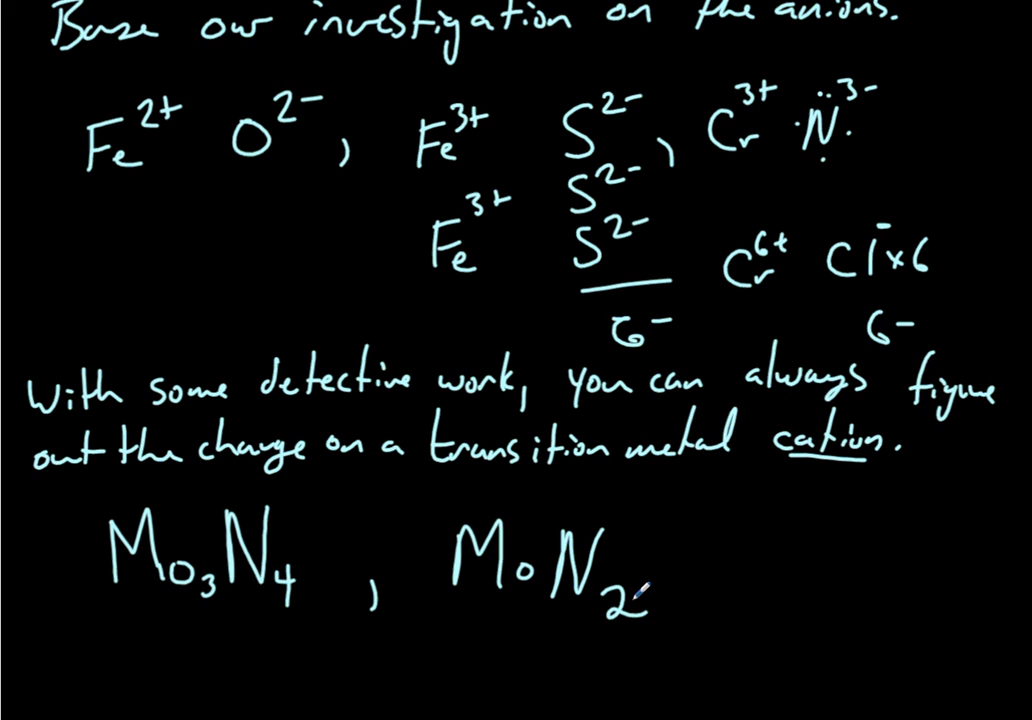 Base our investigation on the anions.
Fe²⁺ O²⁻, Fe³⁺ S²⁻, Cr³⁺ ·N̈·³⁻
S²⁻
Fe³⁺ S²⁻ Cr⁶⁺ Cl⁻×6
6⁻ 6⁻
With some detective work, you can always figure
out the charge on a transition metal cation.
Mo₃N₄ , MoN₂